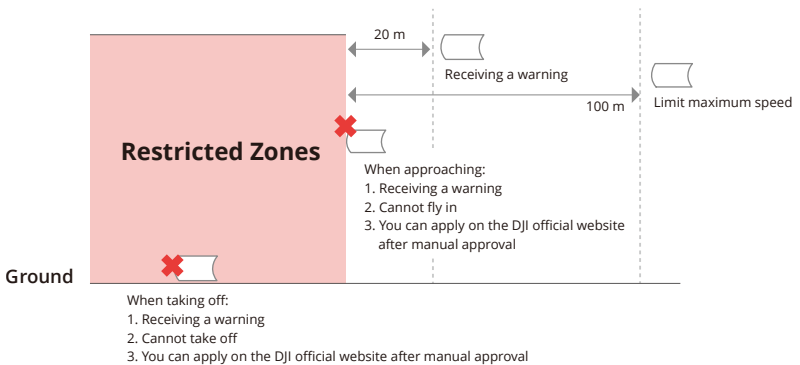 20 m
Receiving a warning
100 m
Limit maximum speed
Restricted Zones
When approaching:
1. Receiving a warning
2. Cannot fly in
3. You can apply on the DJI official website
after manual approval
Ground
When taking off:
1. Receiving a warning
2. Cannot take off
3. You can apply on the DJI official website after manual approval